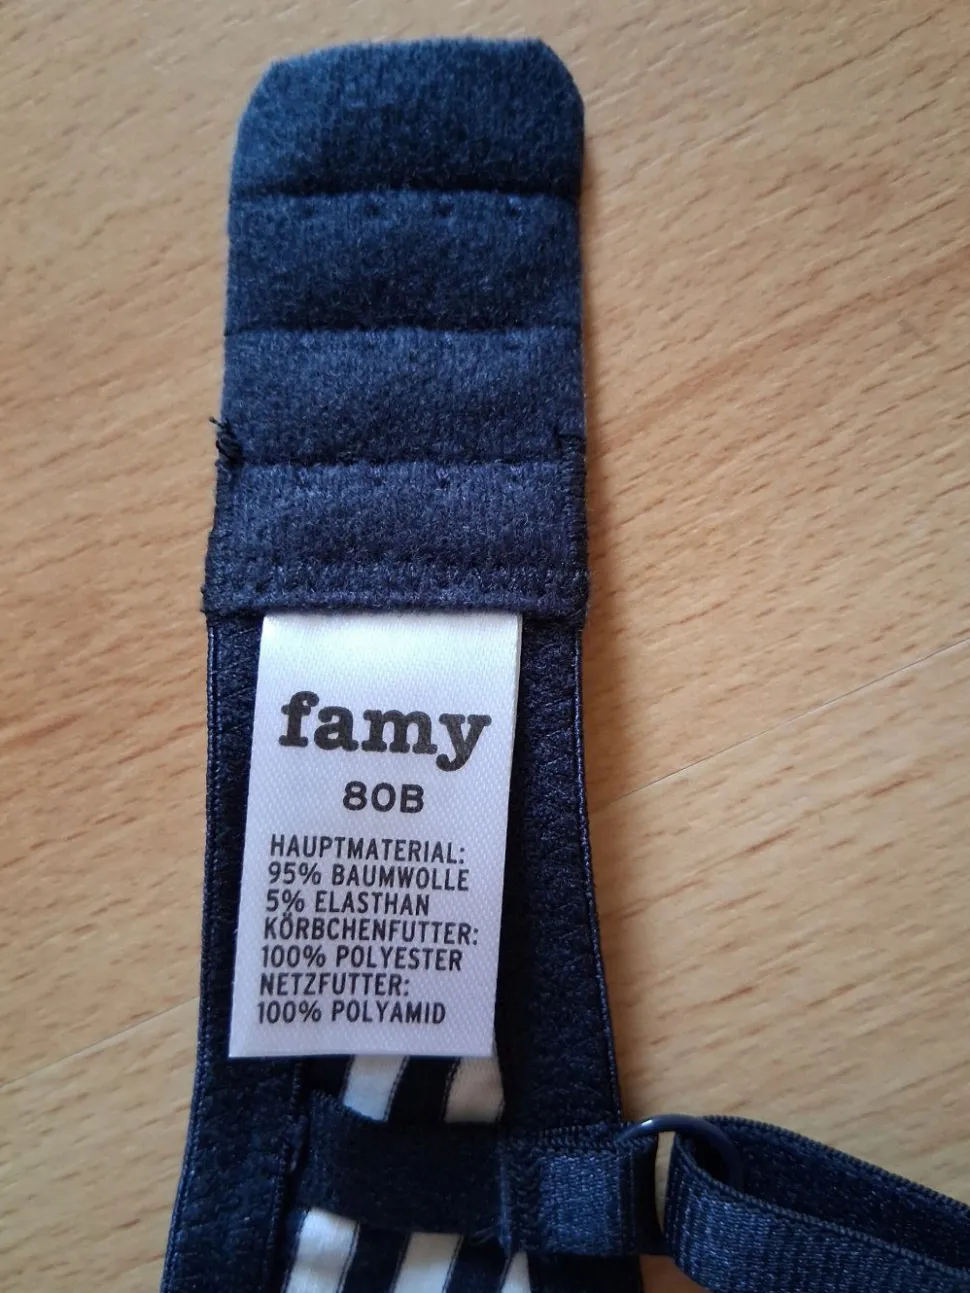 famy
80B
HAUPTMATERIAL:
95% BAUMWOLLE
5% ELASTHAN
KÖRBCHENFUTTER:
100% POLYESTER
NETZFUTTER:
100% POLYAMID